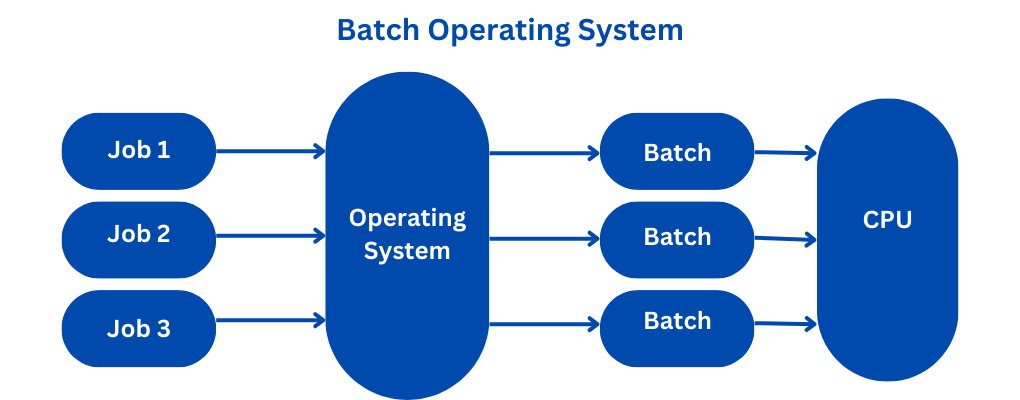 Batch Operating System
Job 1
Job 2
Job 3
Operating
System
Batch
Batch
Batch
CPU